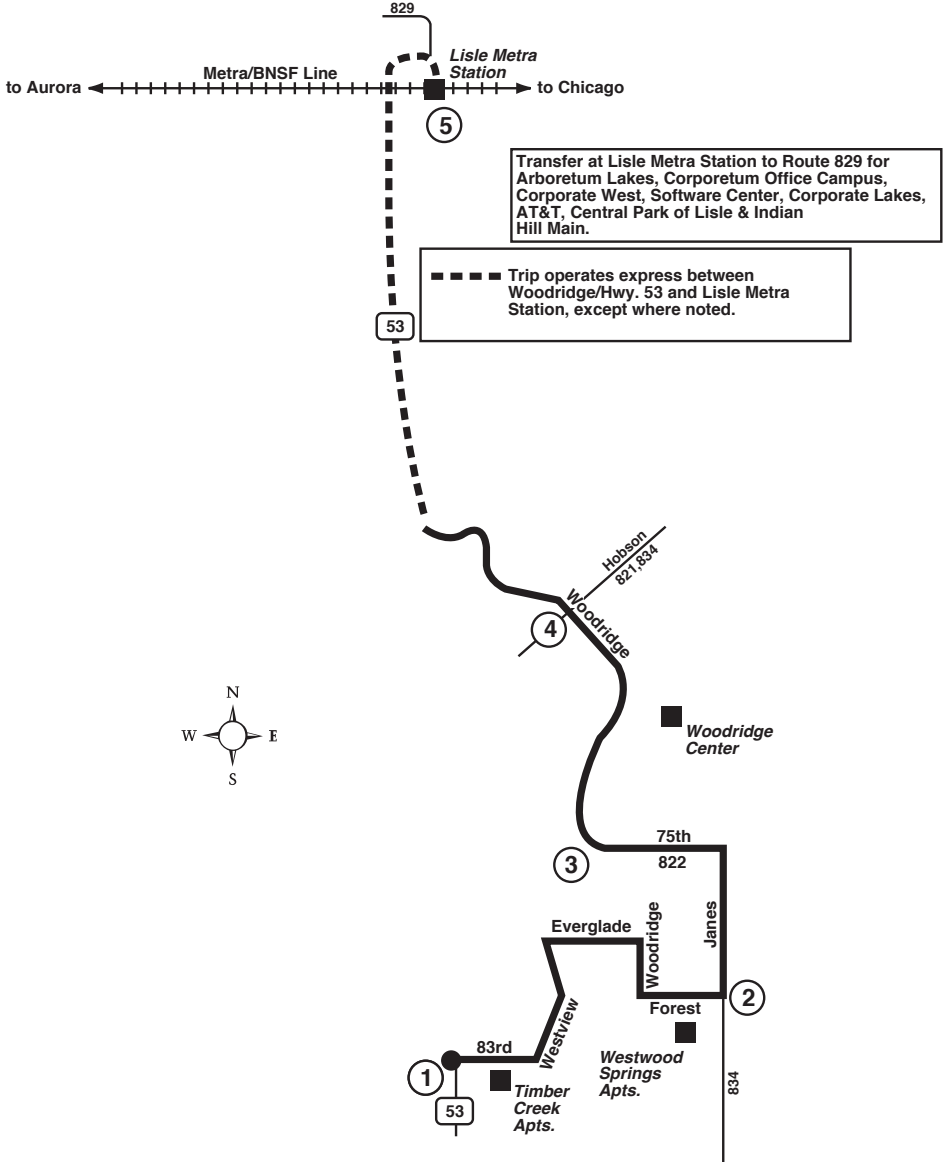 829
Lisle Metra
Station
Metra/BNSF Line
to Aurora
to Chicago
5
Transfer at Lisle Metra Station to Route 829 for
Arboretum Lakes, Corporetum Office Campus,
Corporate West, Software Center, Corporate Lakes,
AT&T, Central Park of Lisle & Indian
Hill Main.
Trip operates express between
Woodridge/Hwy. 53 and Lisle Metra
Station, except where noted.
53
Hobson
821,834
Woodridge
4
N
W
E
S
Woodridge
Center
75th
822
3
Janes
Woodridge
Everglade
2
Forest
Westview
83rd
Westwood
Springs
Apts.
1
Timber
Creek
Apts.
53
834